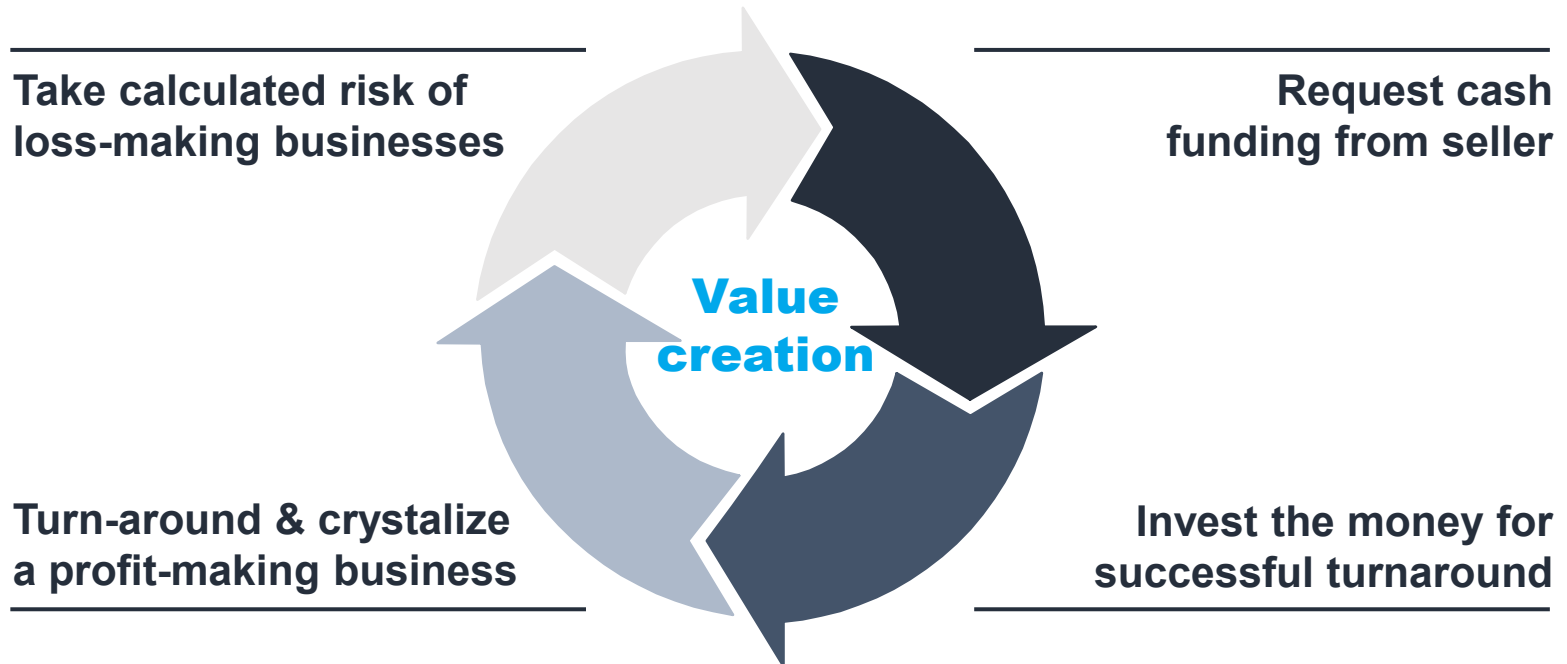 Take calculated risk of
loss-making businesses
Request cash
funding from seller
Value
creation
Turn-around & crystalize
a profit-making business
Invest the money for
successful turnaround